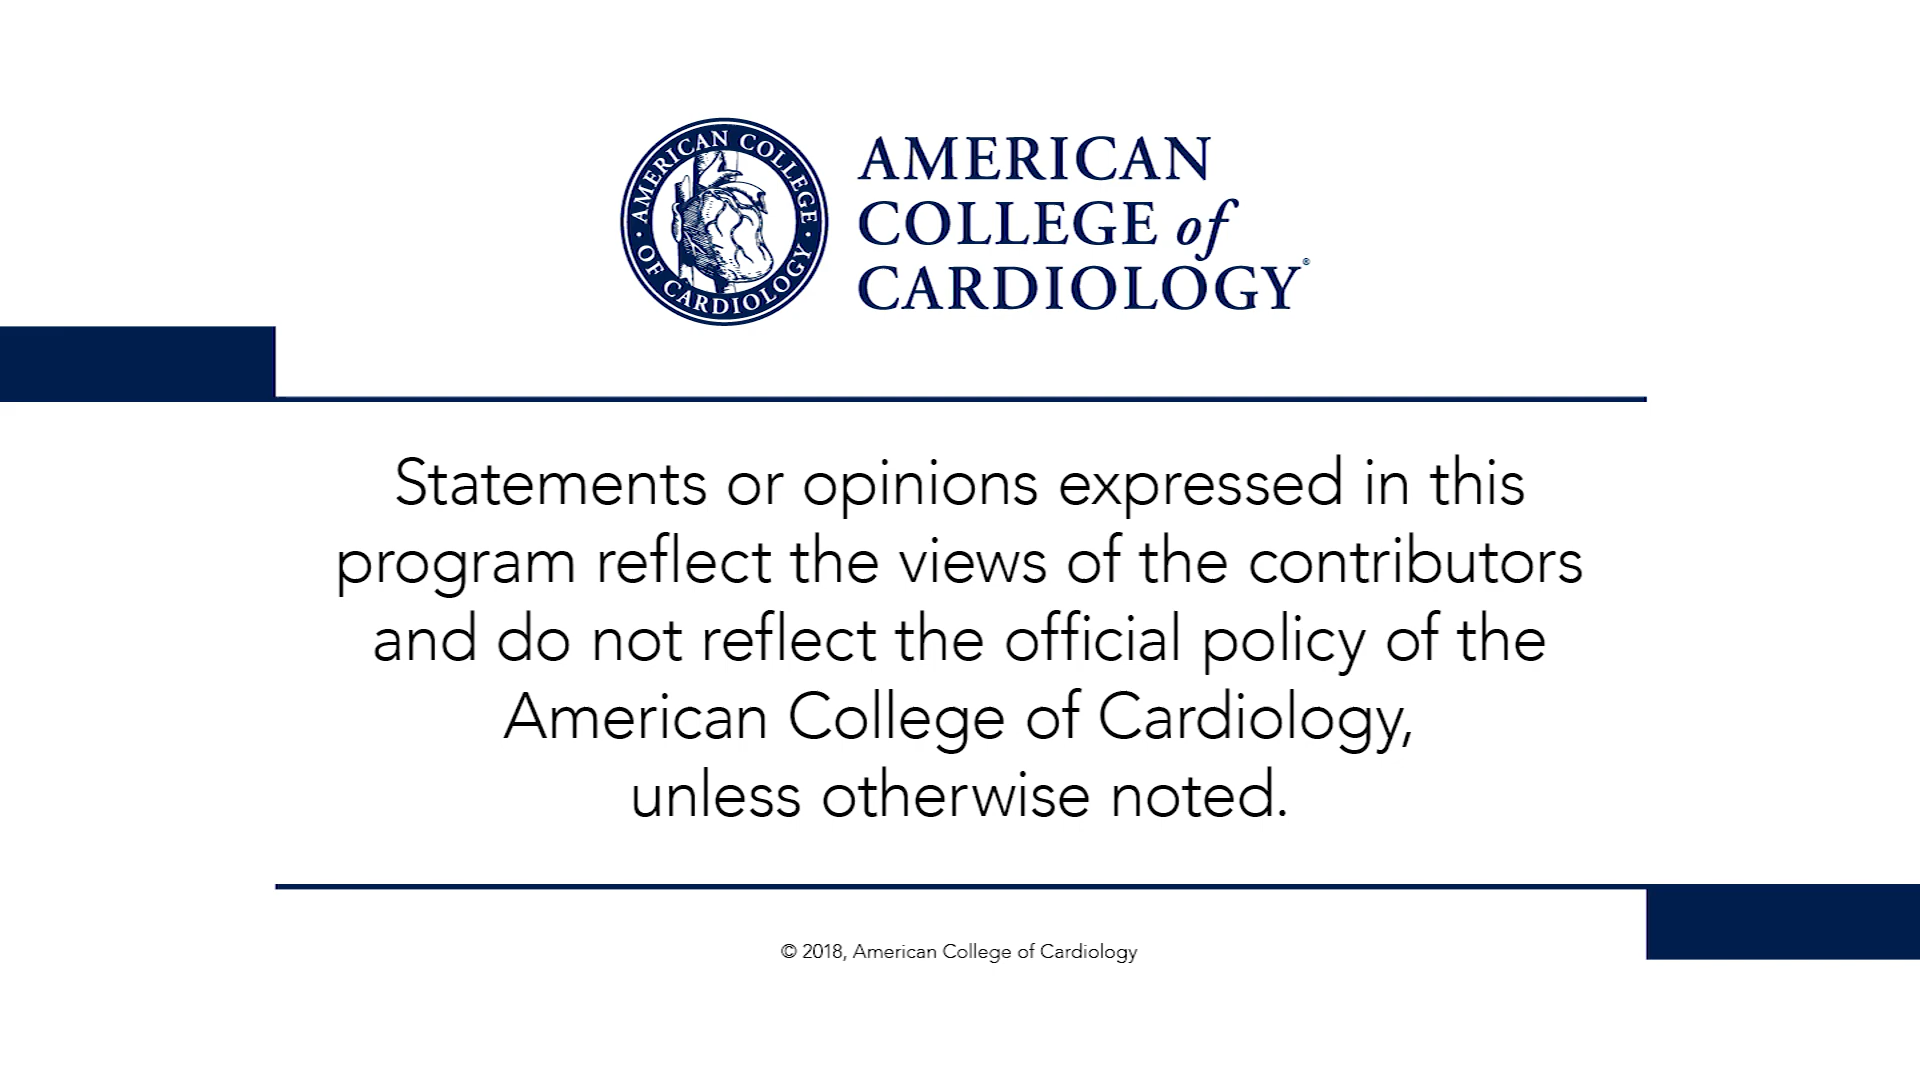 AMERICAN COLLEGE
· OF CARDIOLOGY ·
AMERICAN
COLLEGE of
CARDIOLOGY®
Statements or opinions expressed in this
program reflect the views of the contributors
and do not reflect the official policy of the
American College of Cardiology,
unless otherwise noted.
© 2018, American College of Cardiology